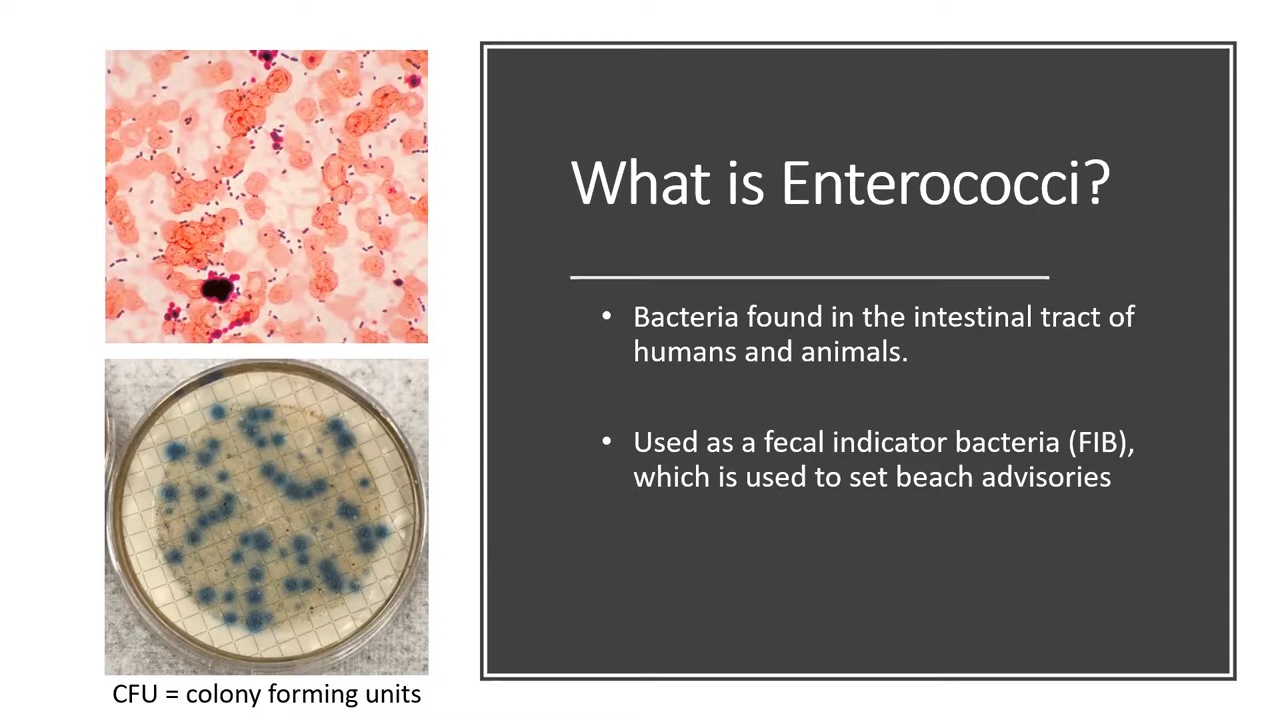 What is Enterococci?
• Bacteria found in the intestinal tract of
humans and animals.
• Used as a fecal indicator bacteria (FIB),
which is used to set beach advisories
CFU = colony forming units